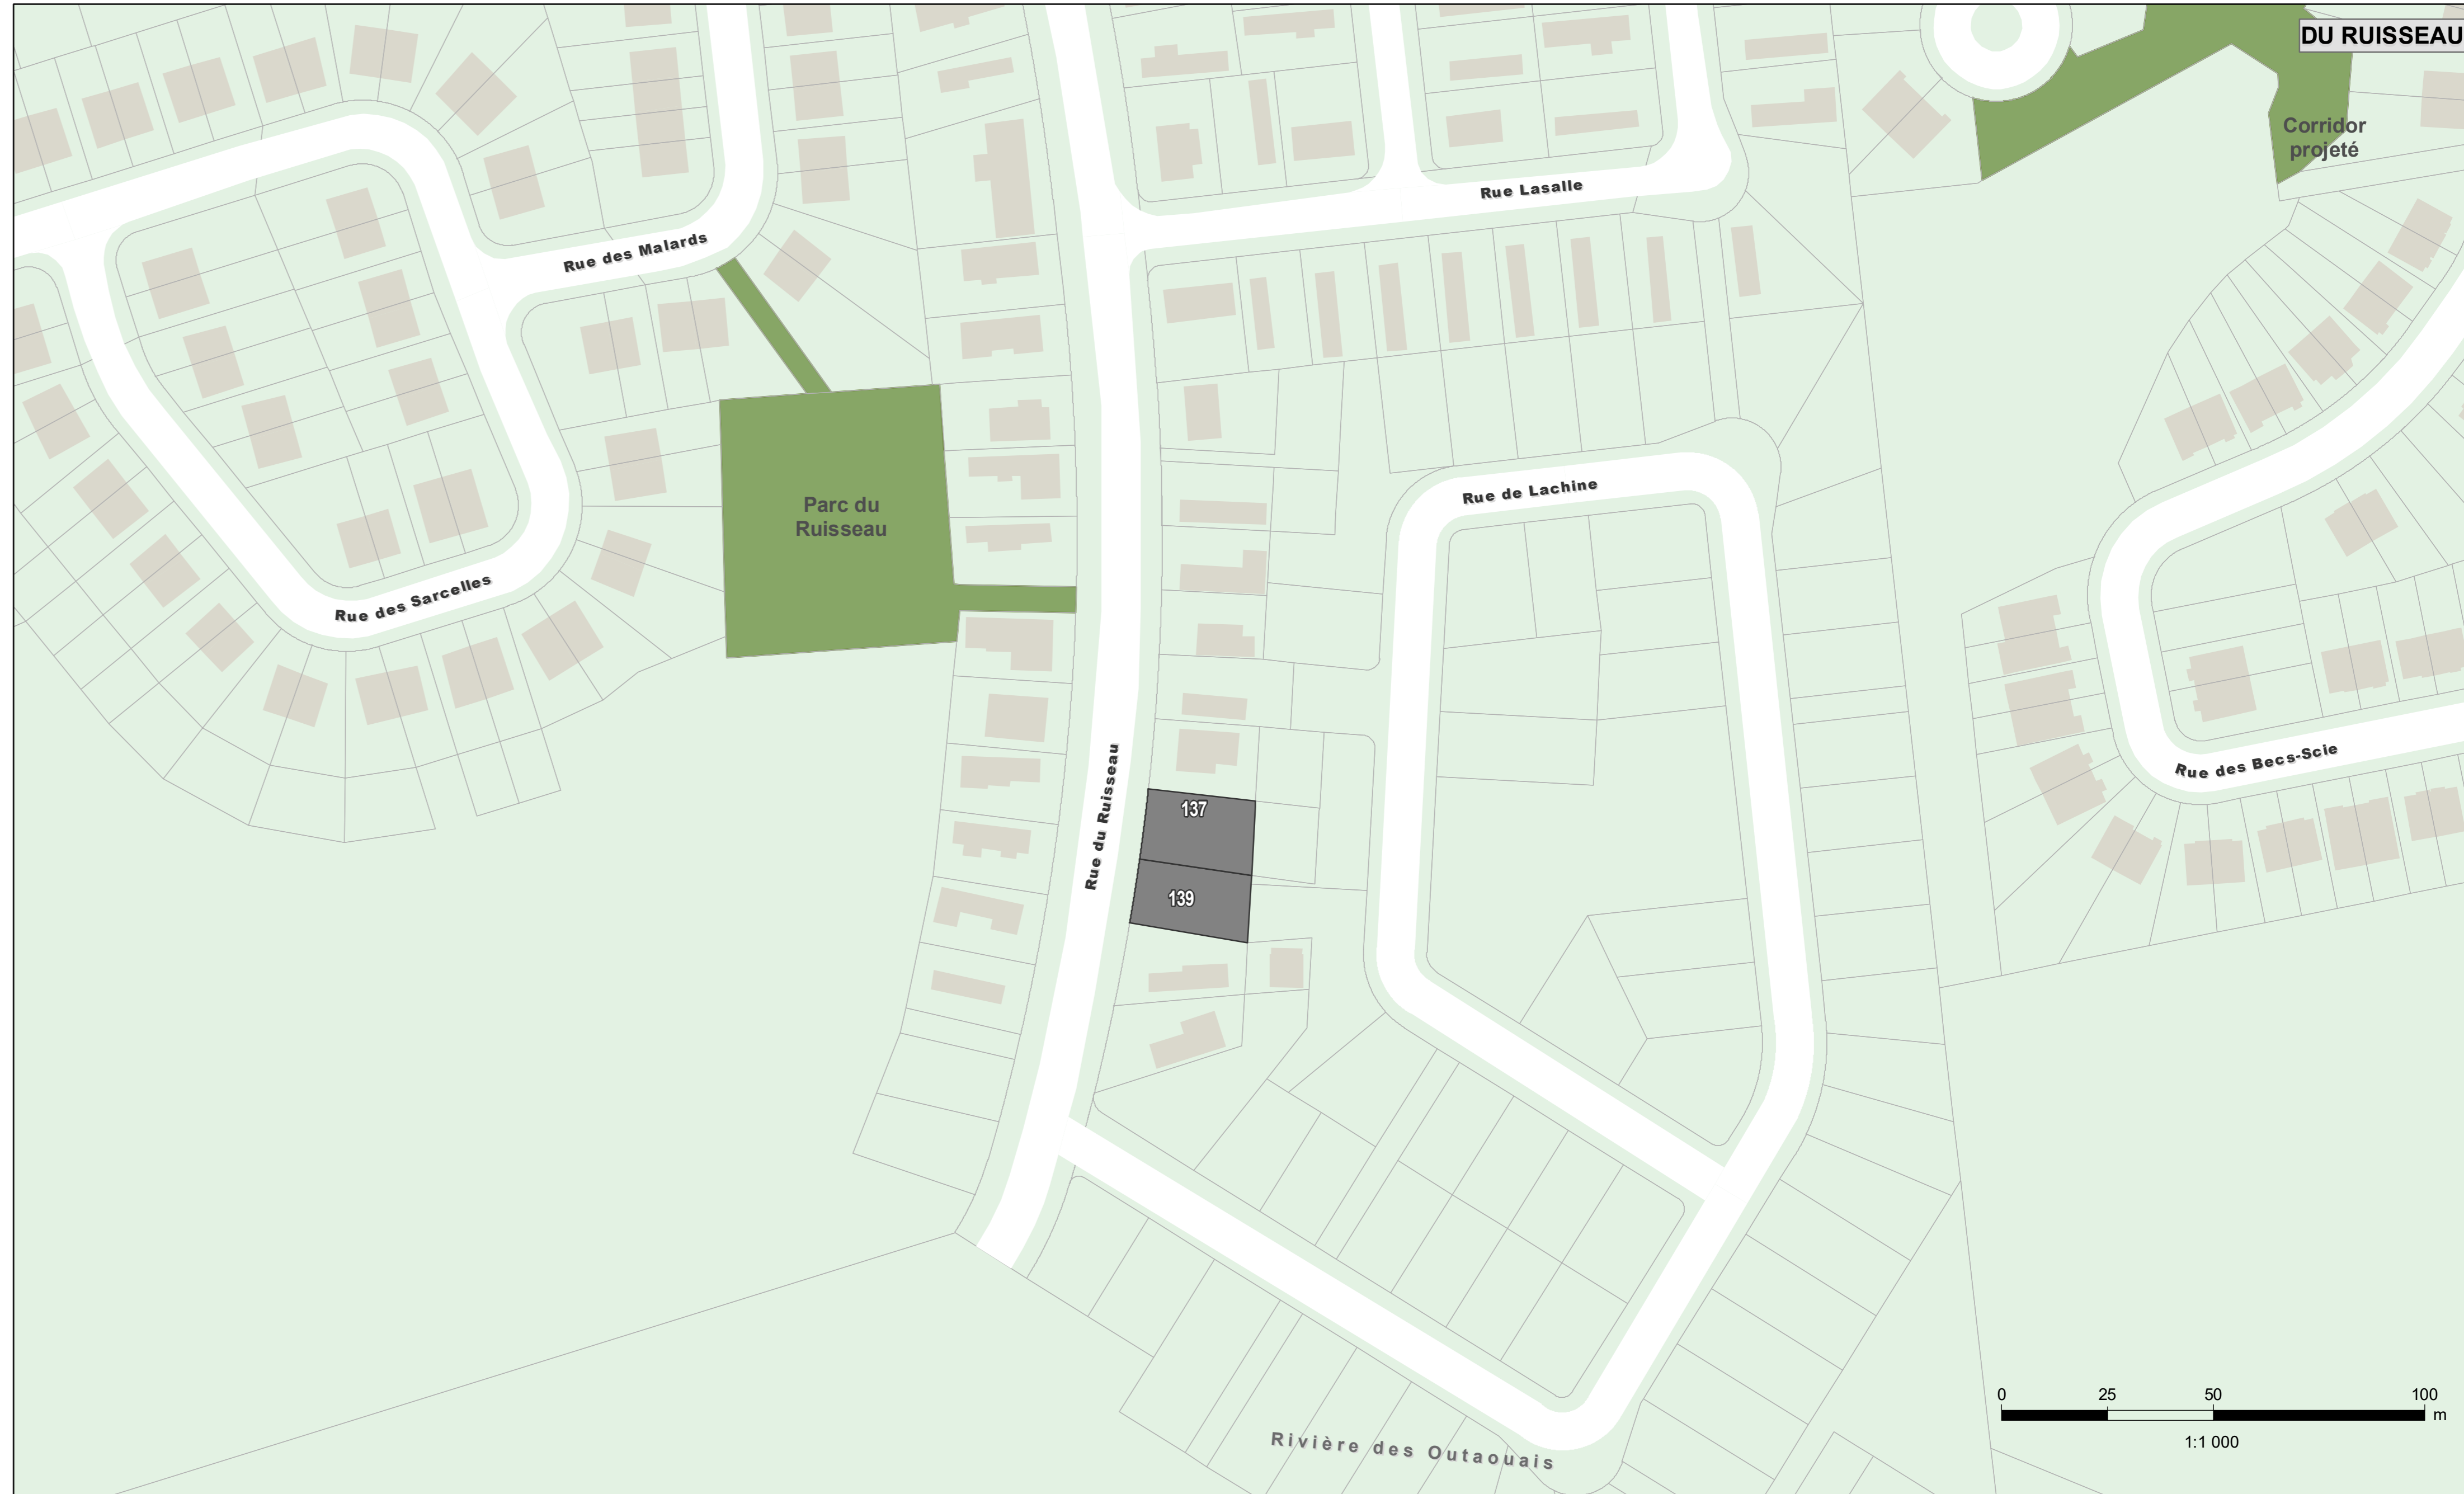 DU RUISSEAU
Corridor
projeté
Rue Lasalle
Rue des Malards
Rue de Lachine
Parc du
Ruisseau
Rue des Sarcelles
Rue du Ruisseau
Rue des Becs-Scie
137
139
0 25 50 100
m
1:1 000
Rivière des Outaouais